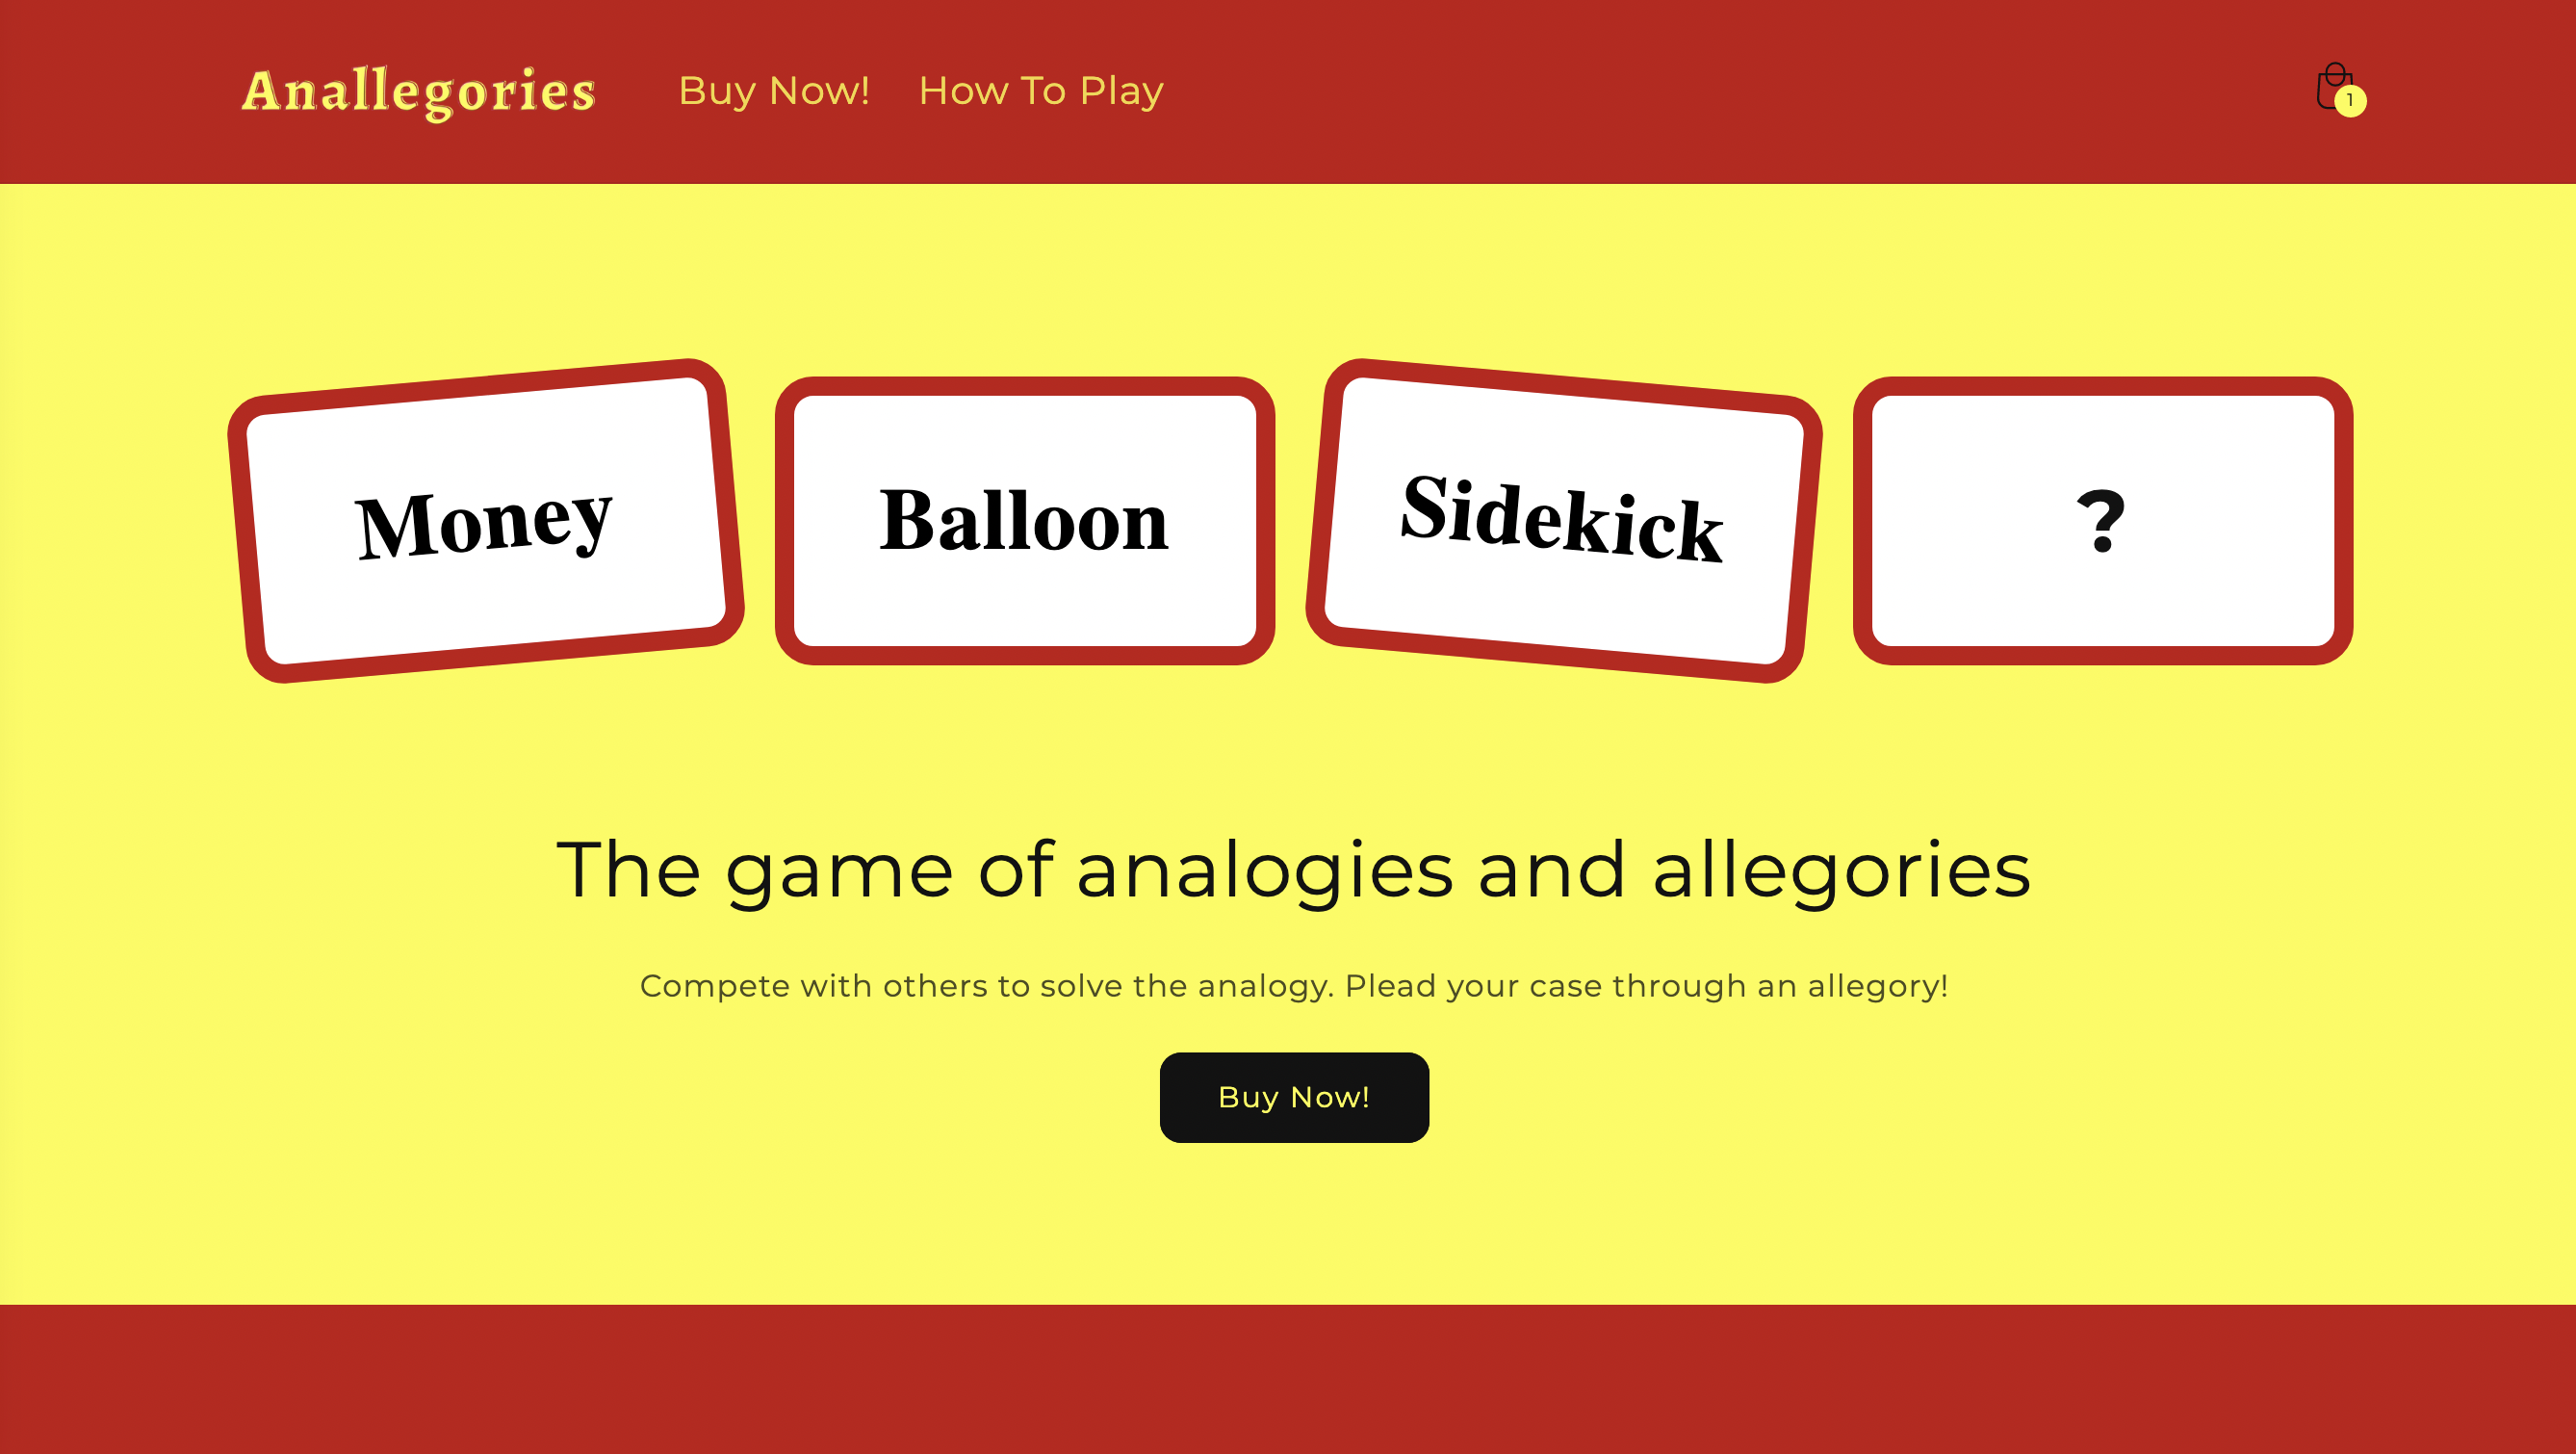 Anallegories Buy Now! How To Play 1
Money Balloon Sidekick ?
The game of analogies and allegories
Compete with others to solve the analogy. Plead your case through an allegory!
Buy Now!